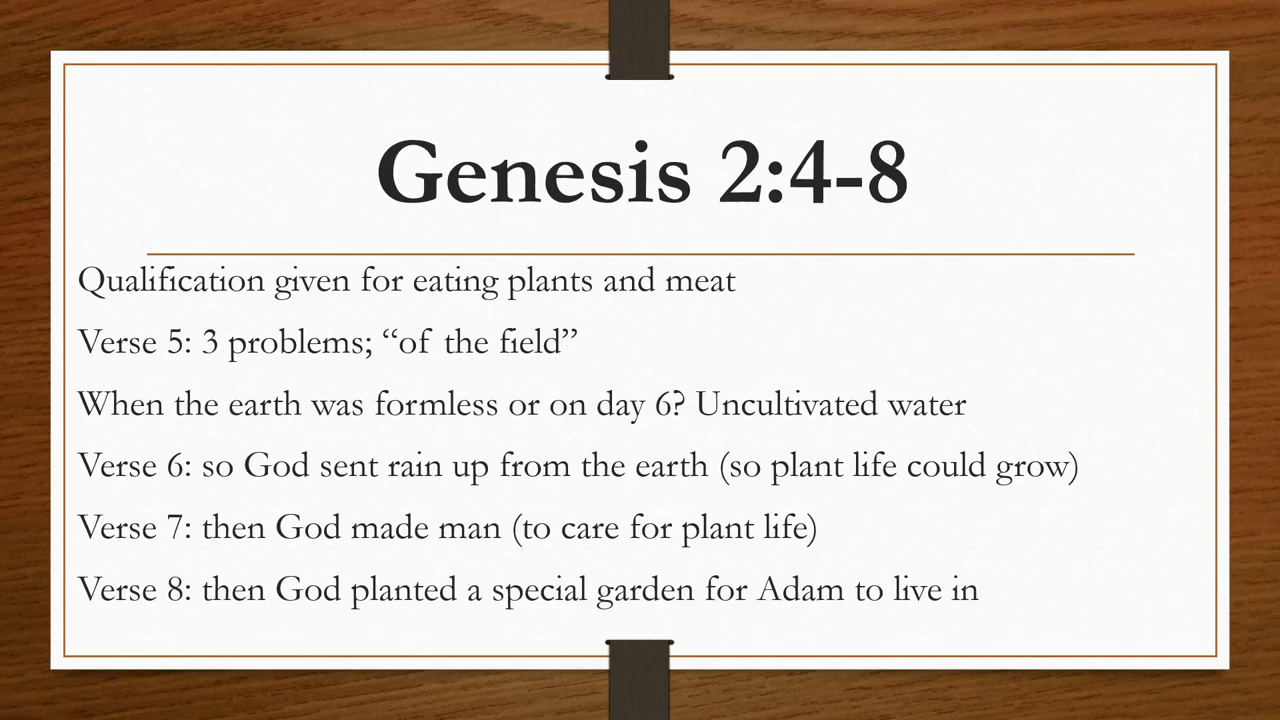 Genesis 2:4-8
Qualification given for eating plants and meat
Verse 5: 3 problems; “of the field”
When the earth was formless or on day 6? Uncultivated water
Verse 6: so God sent rain up from the earth (so plant life could grow)
Verse 7: then God made man (to care for plant life)
Verse 8: then God planted a special garden for Adam to live in